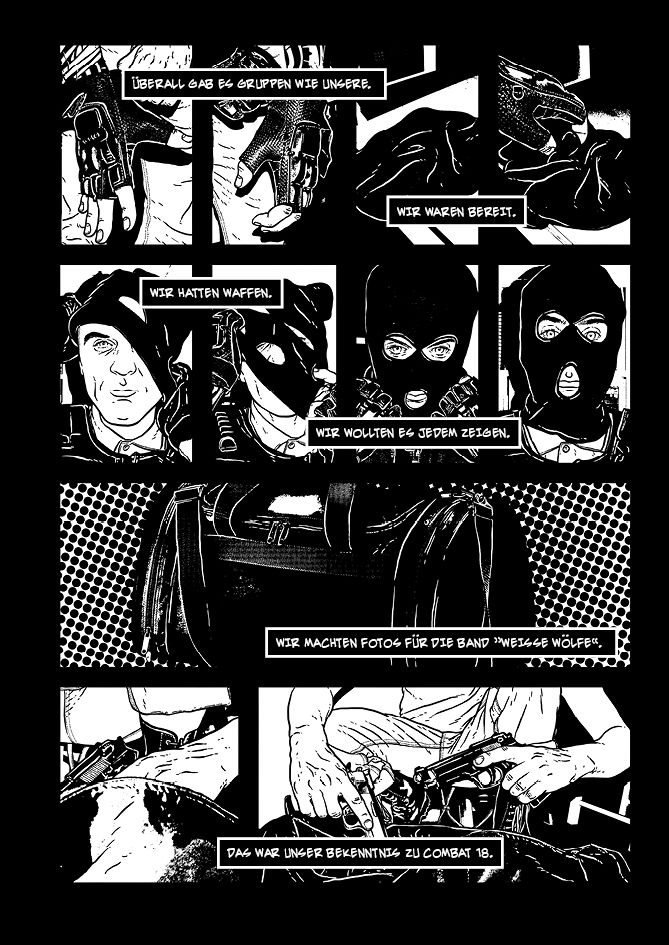 ÜBERALL GAB ES GRUPPEN WIE UNSERE.
WIR WAREN BEREIT.
WIR HATTEN WAFFEN.
WIR WOLLTEN ES JEDEM ZEIGEN.
WIR MACHTEN FOTOS FÜR DIE BAND »WEISSE WÖLFE«.
DAS WAR UNSER BEKENNTNIS ZU COMBAT 18.